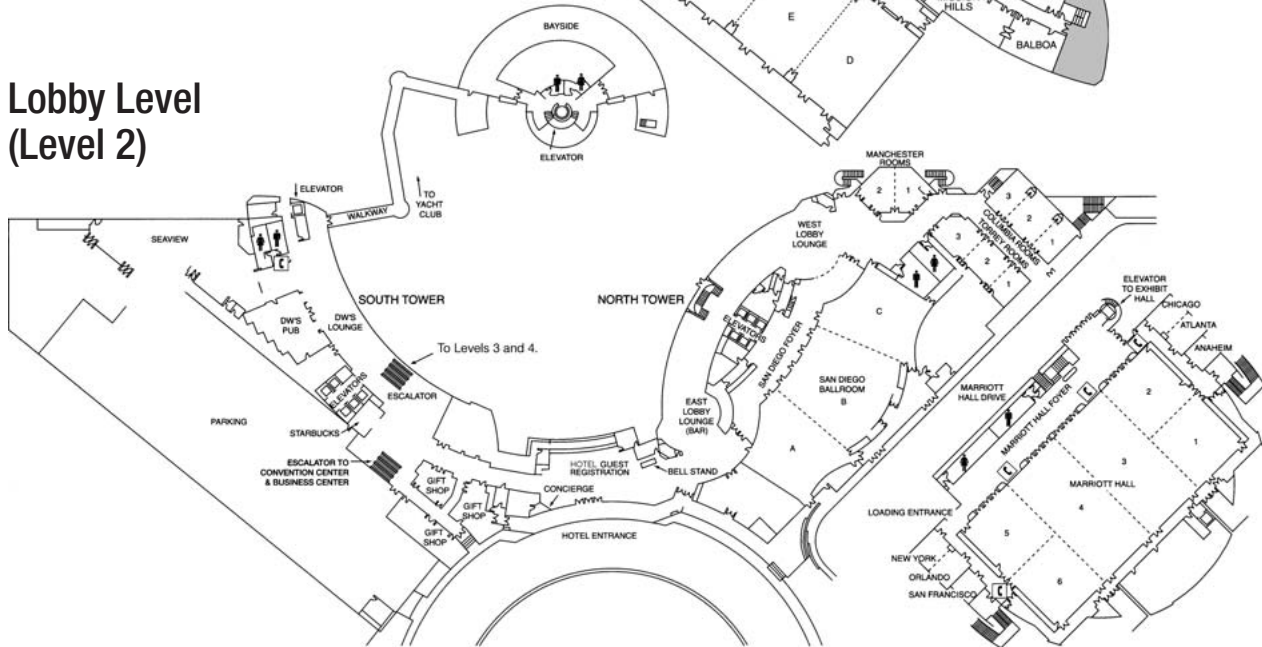 Lobby Level
(Level 2)
E
D
HILLS
BALBOA
BAYSIDE
ELEVATOR
ELEVATOR
WALKWAY
TO
YACHT
CLUB
SEAVIEW
SOUTH TOWER
DW'S
PUB
DW'S
LOUNGE
To Levels 3 and 4.
ESCALATOR
ELEVATORS
STARBUCKS
PARKING
ESCALATOR TO
CONVENTION CENTER
& BUSINESS CENTER
GIFT
SHOP
GIFT
SHOP
GIFT
SHOP
HOTEL GUEST
REGISTRATION
BELL STAND
CONCIERGE
HOTEL ENTRANCE
NORTH TOWER
MANCHESTER
ROOMS
2
1
WEST
LOBBY
LOUNGE
ELEVATORS
EAST
LOBBY
LOUNGE
(BAR)
SAN DIEGO FOYER
C
SAN DIEGO
BALLROOM
B
A
3
2
1
COLUMBIA ROOMS
TORREY ROOMS
3
2
1
ELEVATOR
TO EXHIBIT
HALL
CHICAGO
ATLANTA
ANAHEIM
MARRIOTT
HALL DRIVE
MARRIOTT HALL FOYER
2
1
3
MARRIOTT HALL
4
5
6
LOADING ENTRANCE
NEW YORK
ORLANDO
SAN FRANCISCO